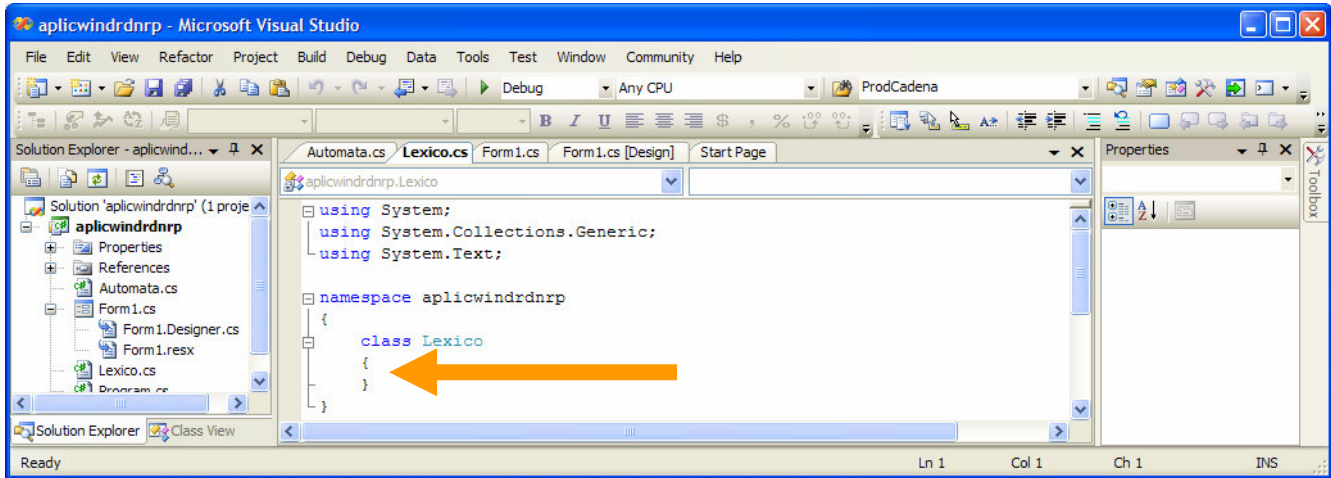 aplicwindrdnrp - Microsoft Visual Studio
File Edit View Refactor Project Build Debug Data Tools Test Window Community Help
Debug Any CPU ProdCadena
B I U $ , %
Solution Explorer - aplicwind...
Automata.cs Lexico.cs Form1.cs Form1.cs [Design] Start Page
Properties
Toolbox
aplicwindrdnrp.Lexico
Solution 'aplicwindrdnrp' (1 proje
aplicwindrdnrp
Properties
References
Automata.cs
Form1.cs
Form1.Designer.cs
Form1.resx
Lexico.cs
Program.cs
Solution Explorer Class View
using System;
using System.Collections.Generic;
using System.Text;
namespace aplicwindrdnrp
{
class Lexico
{
}
}
Ready Ln 1 Col 1 Ch 1 INS